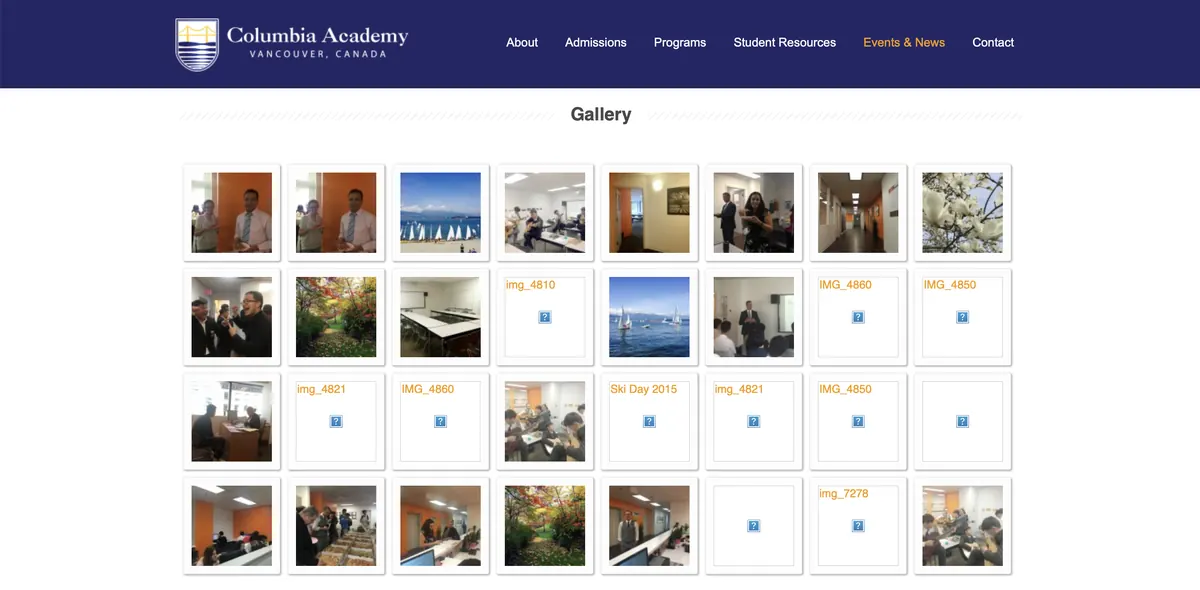 Columbia Academy
VANCOUVER, CANADA
About Admissions Programs Student Resources Events & News Contact
Gallery
img_4810
IMG_4860
IMG_4850
img_4821
IMG_4860
Ski Day 2015
img_4821
IMG_4850
img_7278